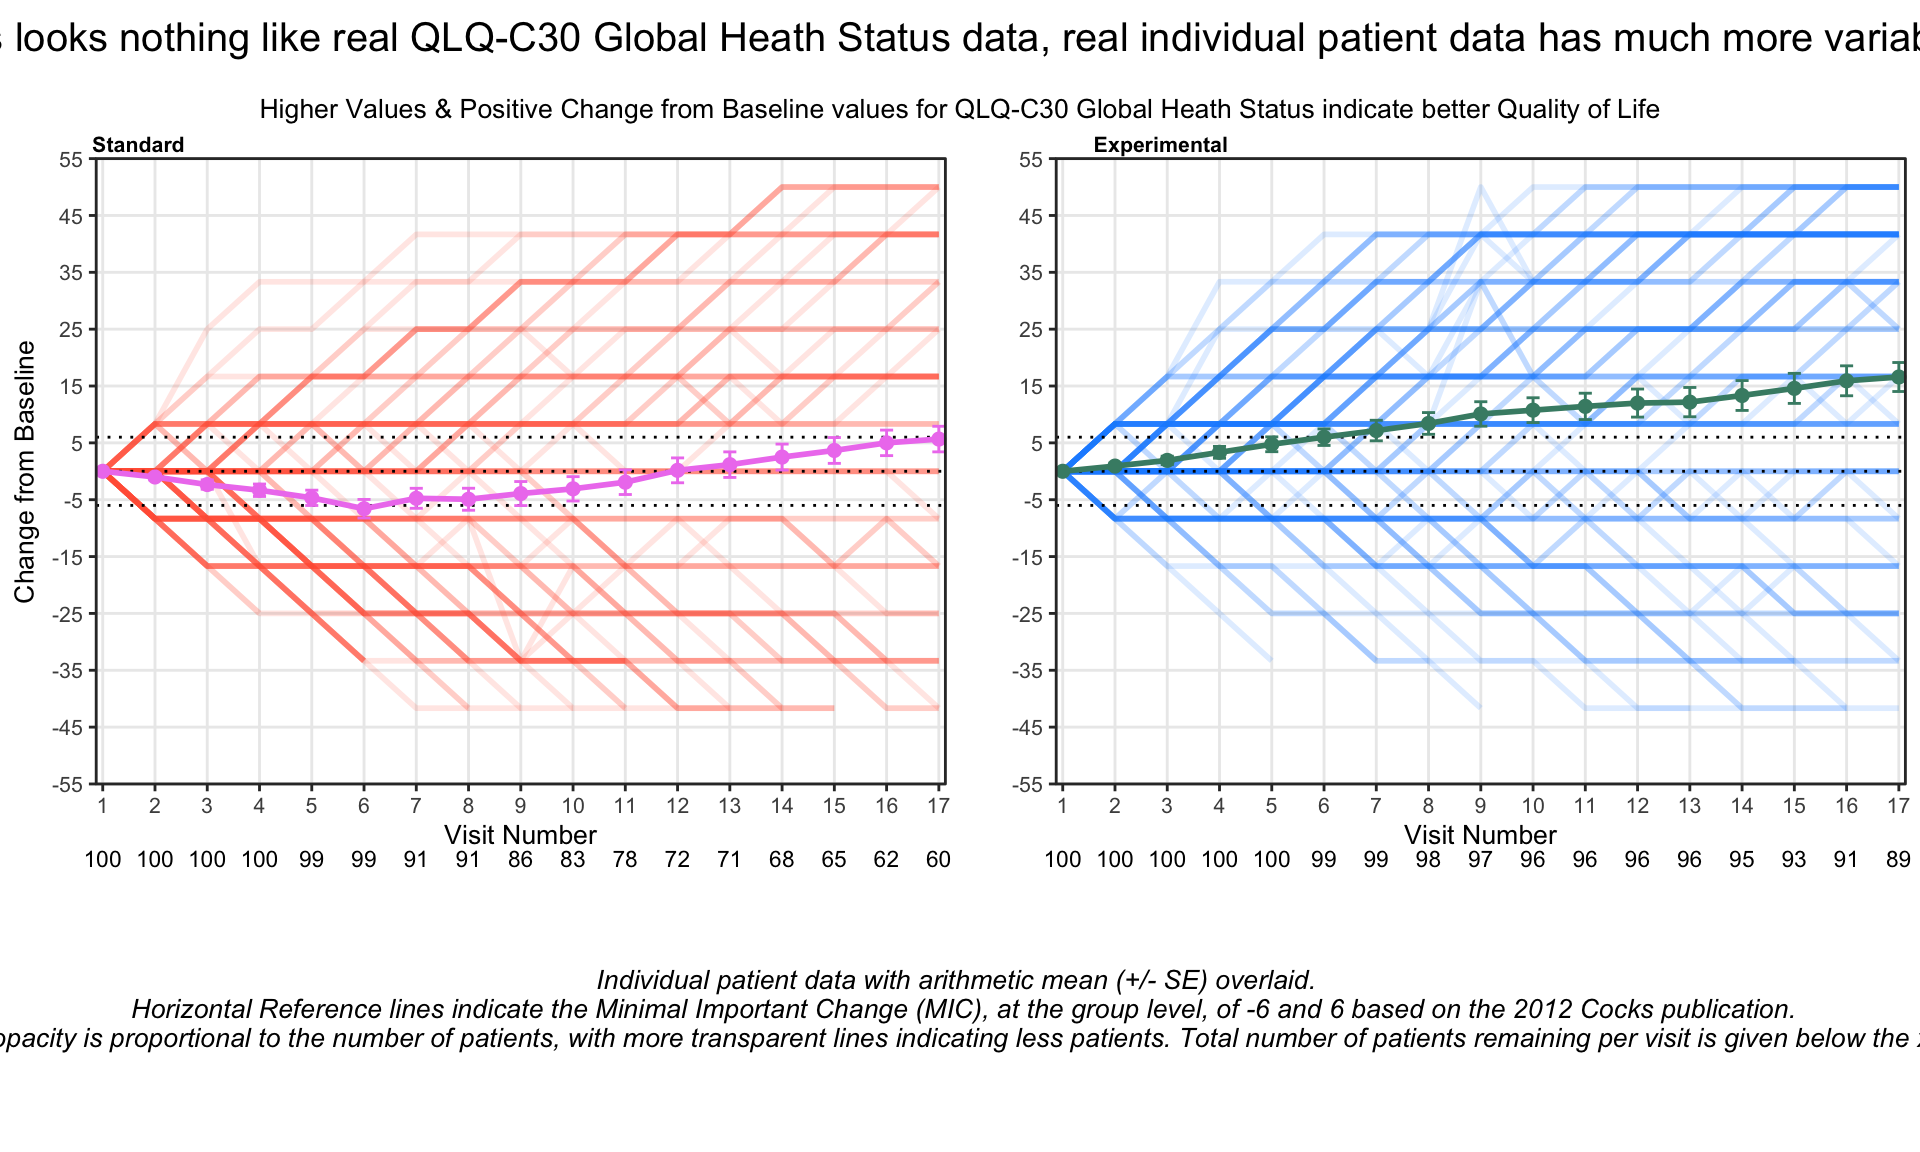 looks nothing like real QLQ-C30 Global Heath Status data, real individual patient data has much more
Higher Values & Positive Change from Baseline values for QLQ-C30 Global Heath Status indicate better Quality of Life
Standard
Experimental
Change from Baseline
55
45
35
25
15
5
-5
-15
-25
-35
-45
-55
1 2 3 4 5 6 7 8 9 10 11 12 13 14 15 16 17
Visit Number
100 100 100 100 99 99 91 91 86 83 78 72 71 68 65 62 60
55
45
35
25
15
5
-5
-15
-25
-35
-45
-55
1 2 3 4 5 6 7 8 9 10 11 12 13 14 15 16 17
Visit Number
100 100 100 100 100 99 99 98 97 96 96 96 96 95 93 91 89
Individual patient data with arithmetic mean (+/- SE) overlaid.
Horizontal Reference lines indicate the Minimal Important Change (MIC), at the group level, of -6 and 6 based on the 2012 Cocks publication.
opacity is proportional to the number of patients, with more transparent lines indicating less patients. Total number of patients remaining per visit is given below the